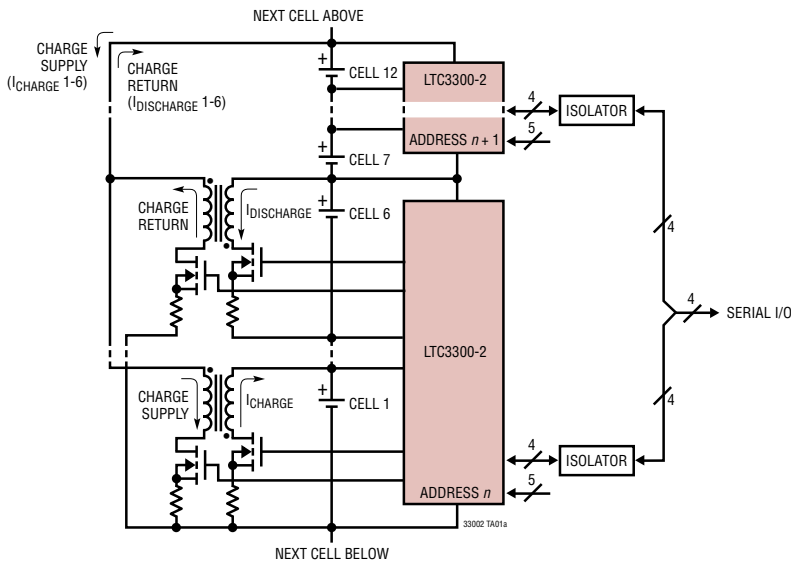 NEXT CELL ABOVE
CHARGE
SUPPLY
(ICHARGE 1-6)
CHARGE
RETURN
(IDISCHARGE 1-6)
+
CELL 12
LTC3300-2
4
ISOLATOR
ADDRESS n + 1
5
+
CELL 7
CHARGE
RETURN
IDISCHARGE
+
CELL 6
4
4
SERIAL I/O
LTC3300-2
CHARGE
SUPPLY
ICHARGE
+
CELL 1
4
4
ISOLATOR
5
ADDRESS n
33002 TA01a
NEXT CELL BELOW